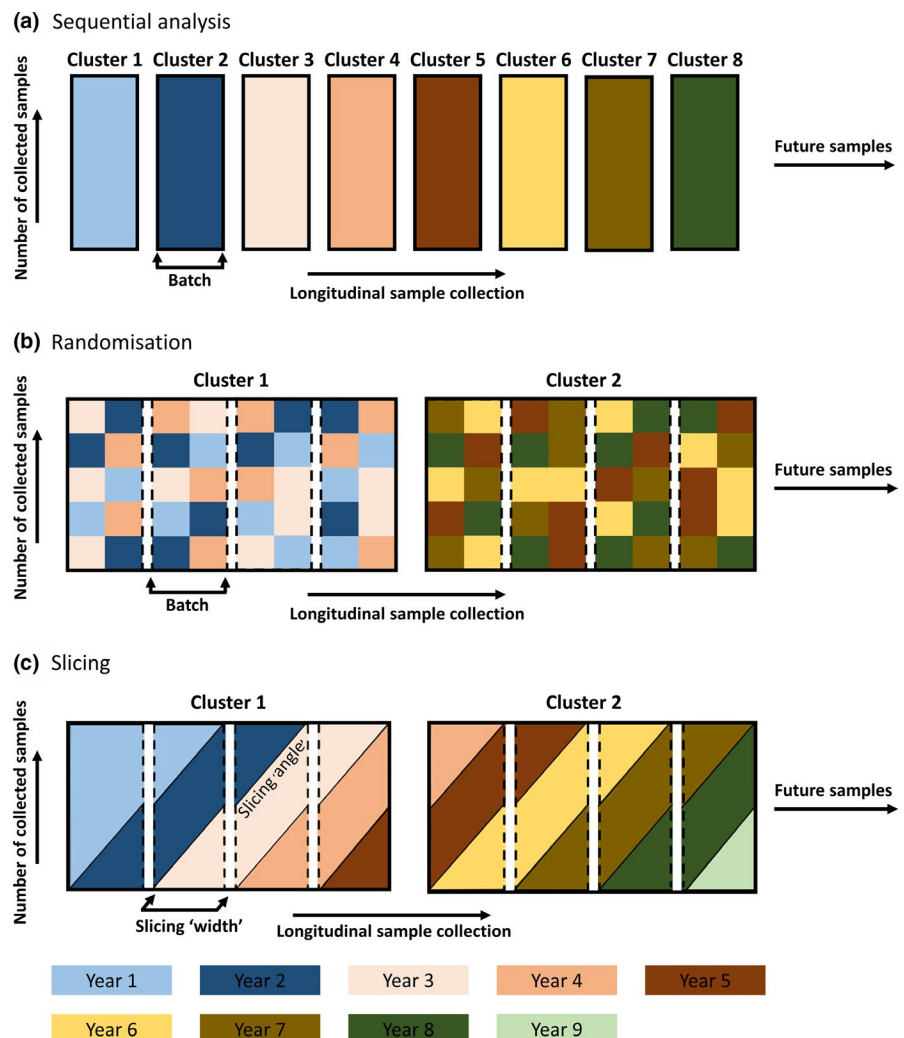 (a) Sequential analysis
Cluster 1 Cluster 2 Cluster 3 Cluster 4 Cluster 5 Cluster 6 Cluster 7 Cluster 8
Number of collected samples
Future samples
Batch
Longitudinal sample collection
(b) Randomisation
Cluster 1 Cluster 2
Number of collected samples
Future samples
Batch
Longitudinal sample collection
(c) Slicing
Cluster 1 Cluster 2
Number of collected samples
Slicing 'angle'
Future samples
Slicing 'width'
Longitudinal sample collection
Year 1 Year 2 Year 3 Year 4 Year 5
Year 6 Year 7 Year 8 Year 9